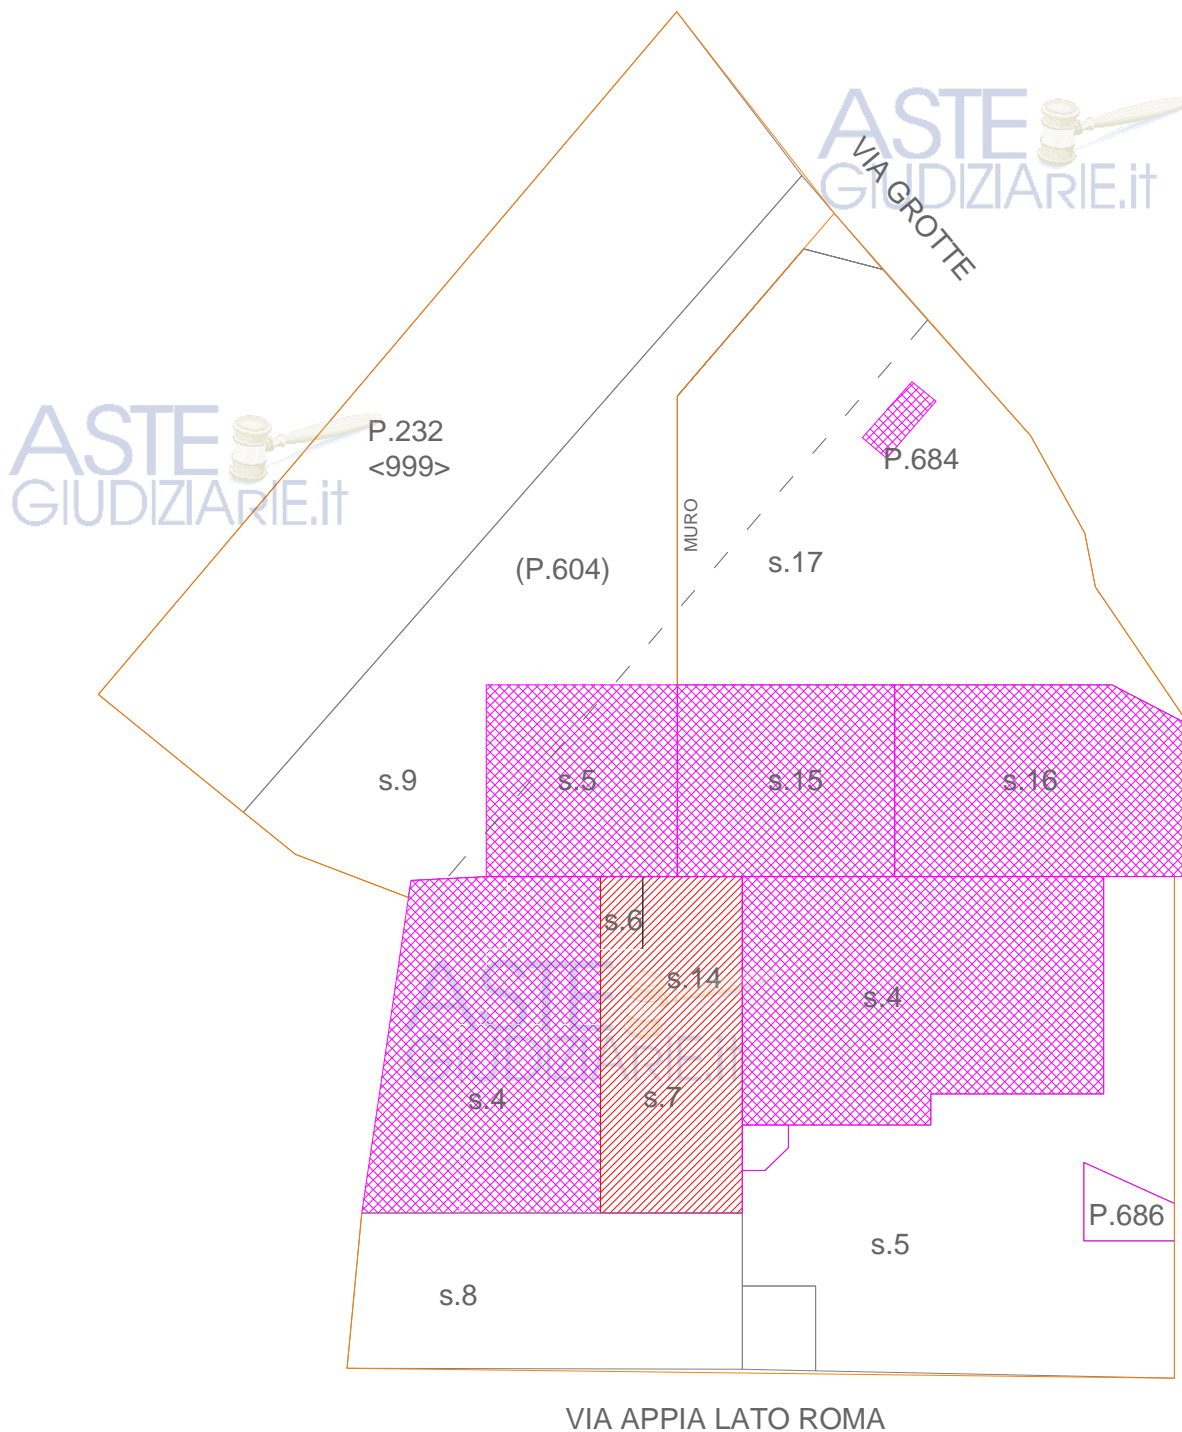 ASTE
GIUDIZIARIE.it
VIA GROTTE
ASTE
GIUDIZIARIE.it
P.232
<999>
P.684
MURO
(P.604)
s.17
s.9
s.5
s.15
s.16
s.6
s.14
s.4
ASTE
GIUDIZIARIE.it
s.4
s.7
P.686
s.5
s.8
VIA APPIA LATO ROMA